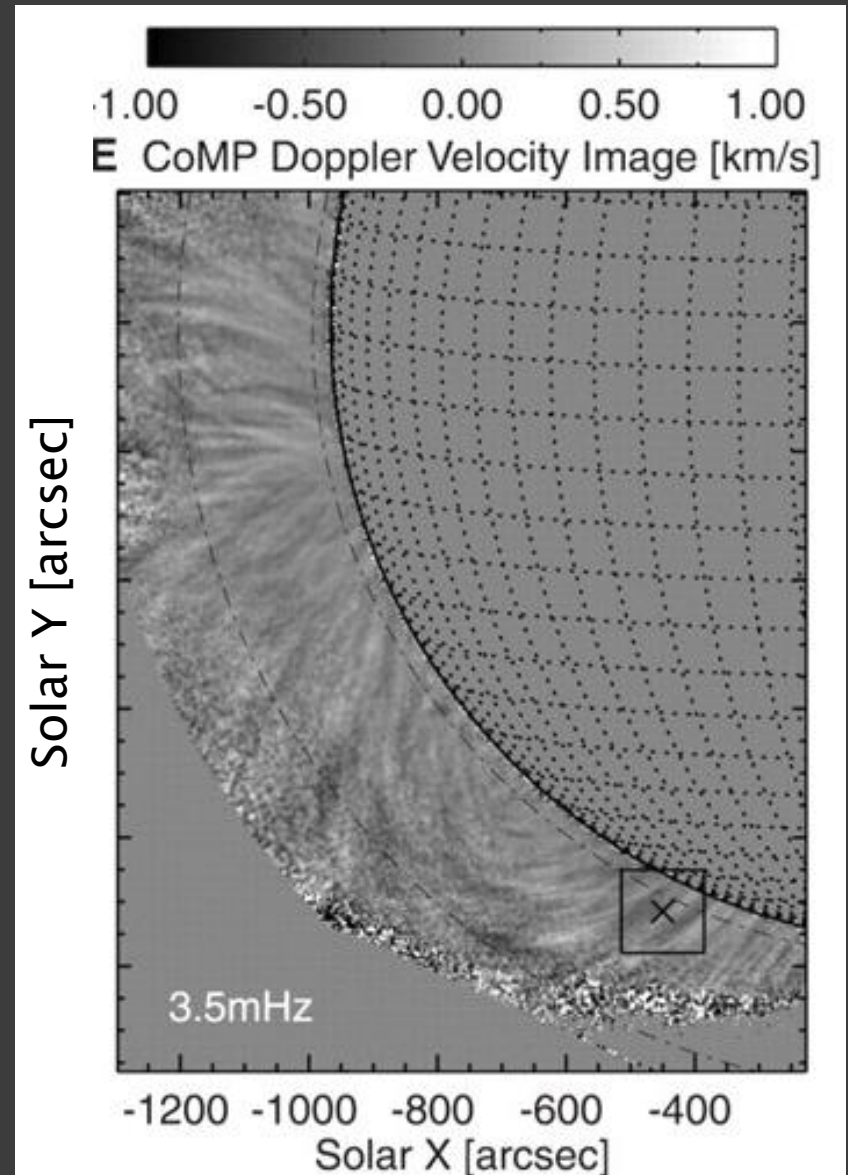 -1.00 -0.50 0.00 0.50 1.00
E CoMP Doppler Velocity Image [km/s]
Solar Y [arcsec]
3.5mHz
-1200 -1000 -800 -600 -400
Solar X [arcsec]